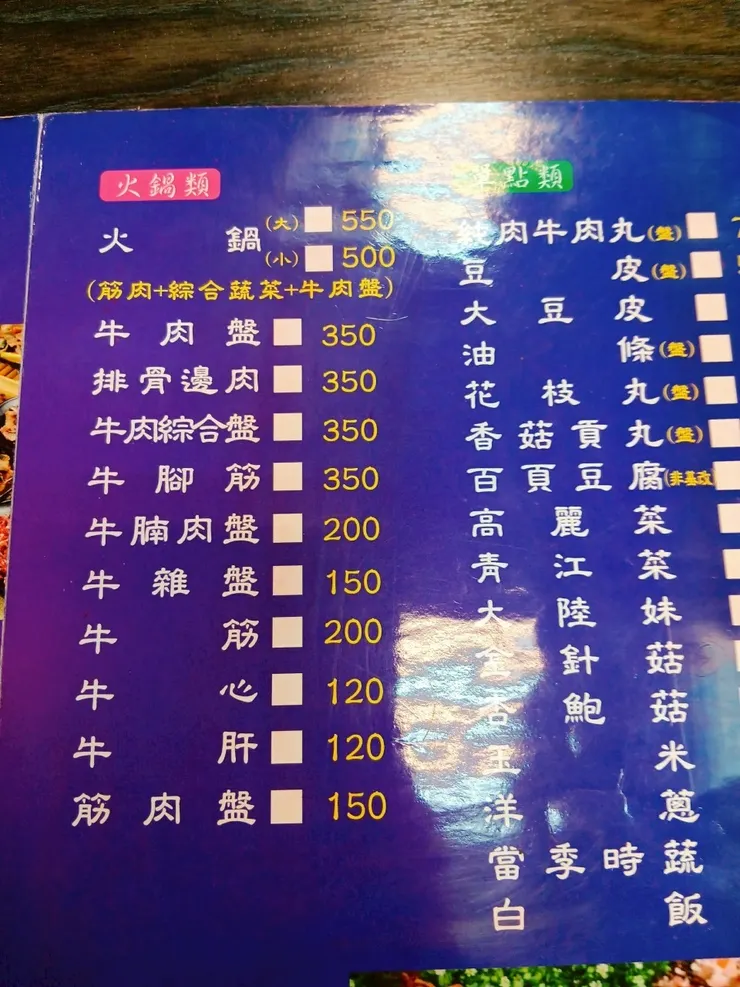 火鍋類
火鍋 (大) 550
(小) 500
(筋肉+綜合蔬菜+牛肉盤)
牛肉盤 350
排骨邊肉 350
牛肉綜合盤 350
牛腳筋 350
牛腩肉盤 200
牛雜盤 150
牛筋 200
牛心 120
牛肝 120
筋肉盤 150
單點類
純肉牛肉丸(盤)
豆皮(盤)
大豆皮
油條(盤)
花枝丸(盤)
香菇貢丸(盤)
百頁豆腐(非基改)
高麗菜
青江菜
大陸妹
金針菇
杏鮑菇
玉米
洋蔥
當季時蔬
白飯